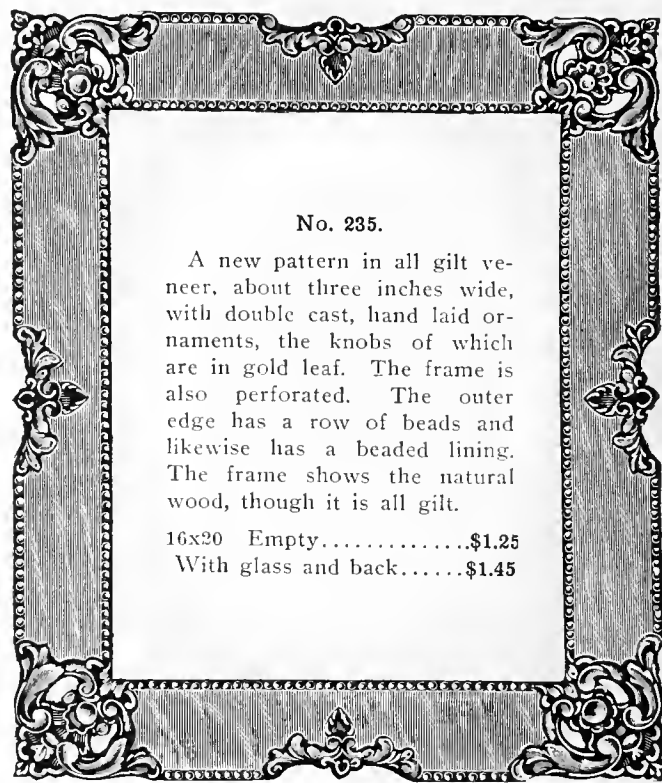 No. 235.
A new pattern in all gilt ve-
neer, about three inches wide,
with double cast, hand laid or-
naments, the knobs of which
are in gold leaf. The frame is
also perforated. The outer
edge has a row of beads and
likewise has a beaded lining.
The frame shows the natural
wood, though it is all gilt.
16x20 Empty..............$1.25
With glass and back......$1.45